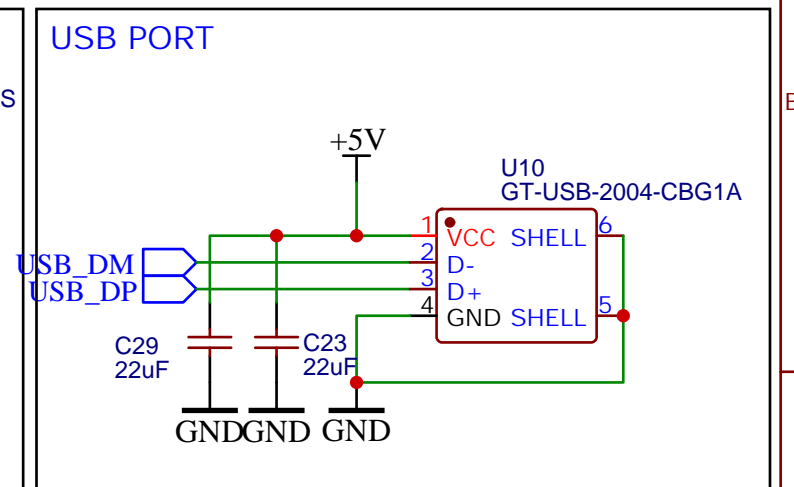 USB PORT
S
B
+5V
U10
GT-USB-2004-CBG1A
1
VCC
SHELL
6
USB_DM
2
D-
USB_DP
3
D+
4
GND
SHELL
5
C29
22uF
C23
22uF
GND
GND
GND